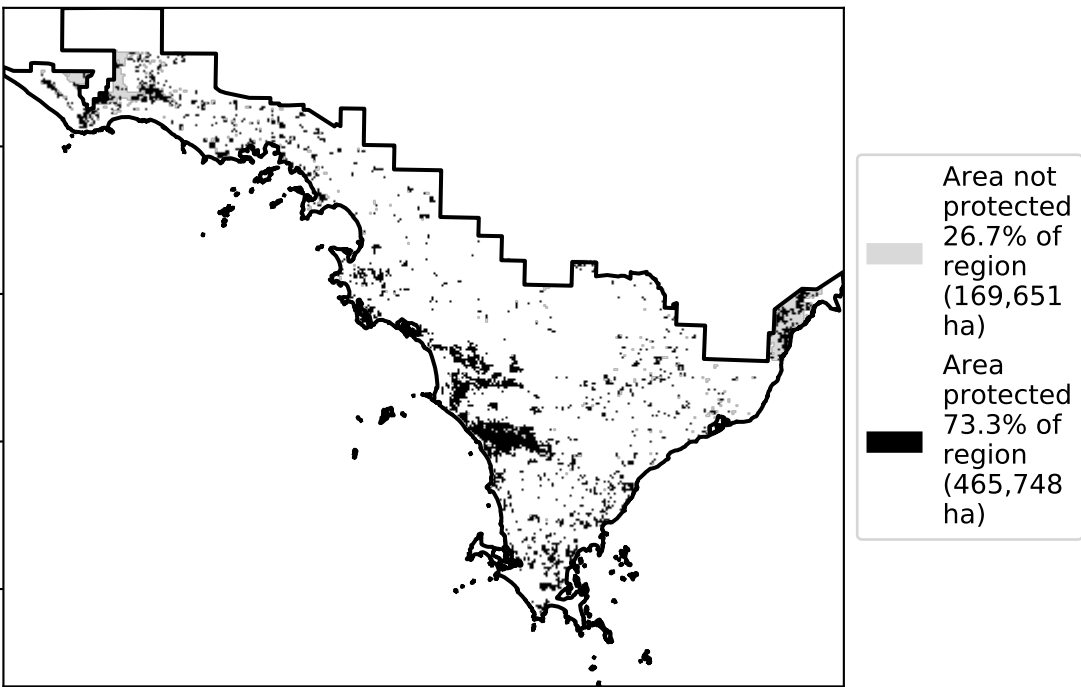 Area not
protected
26.7% of
region
(169,651
ha)
Area
protected
73.3% of
region
(465,748
ha)